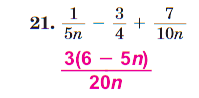 21. 1/5n − 3/4 + 7/10n
3(6 − 5n)/20n